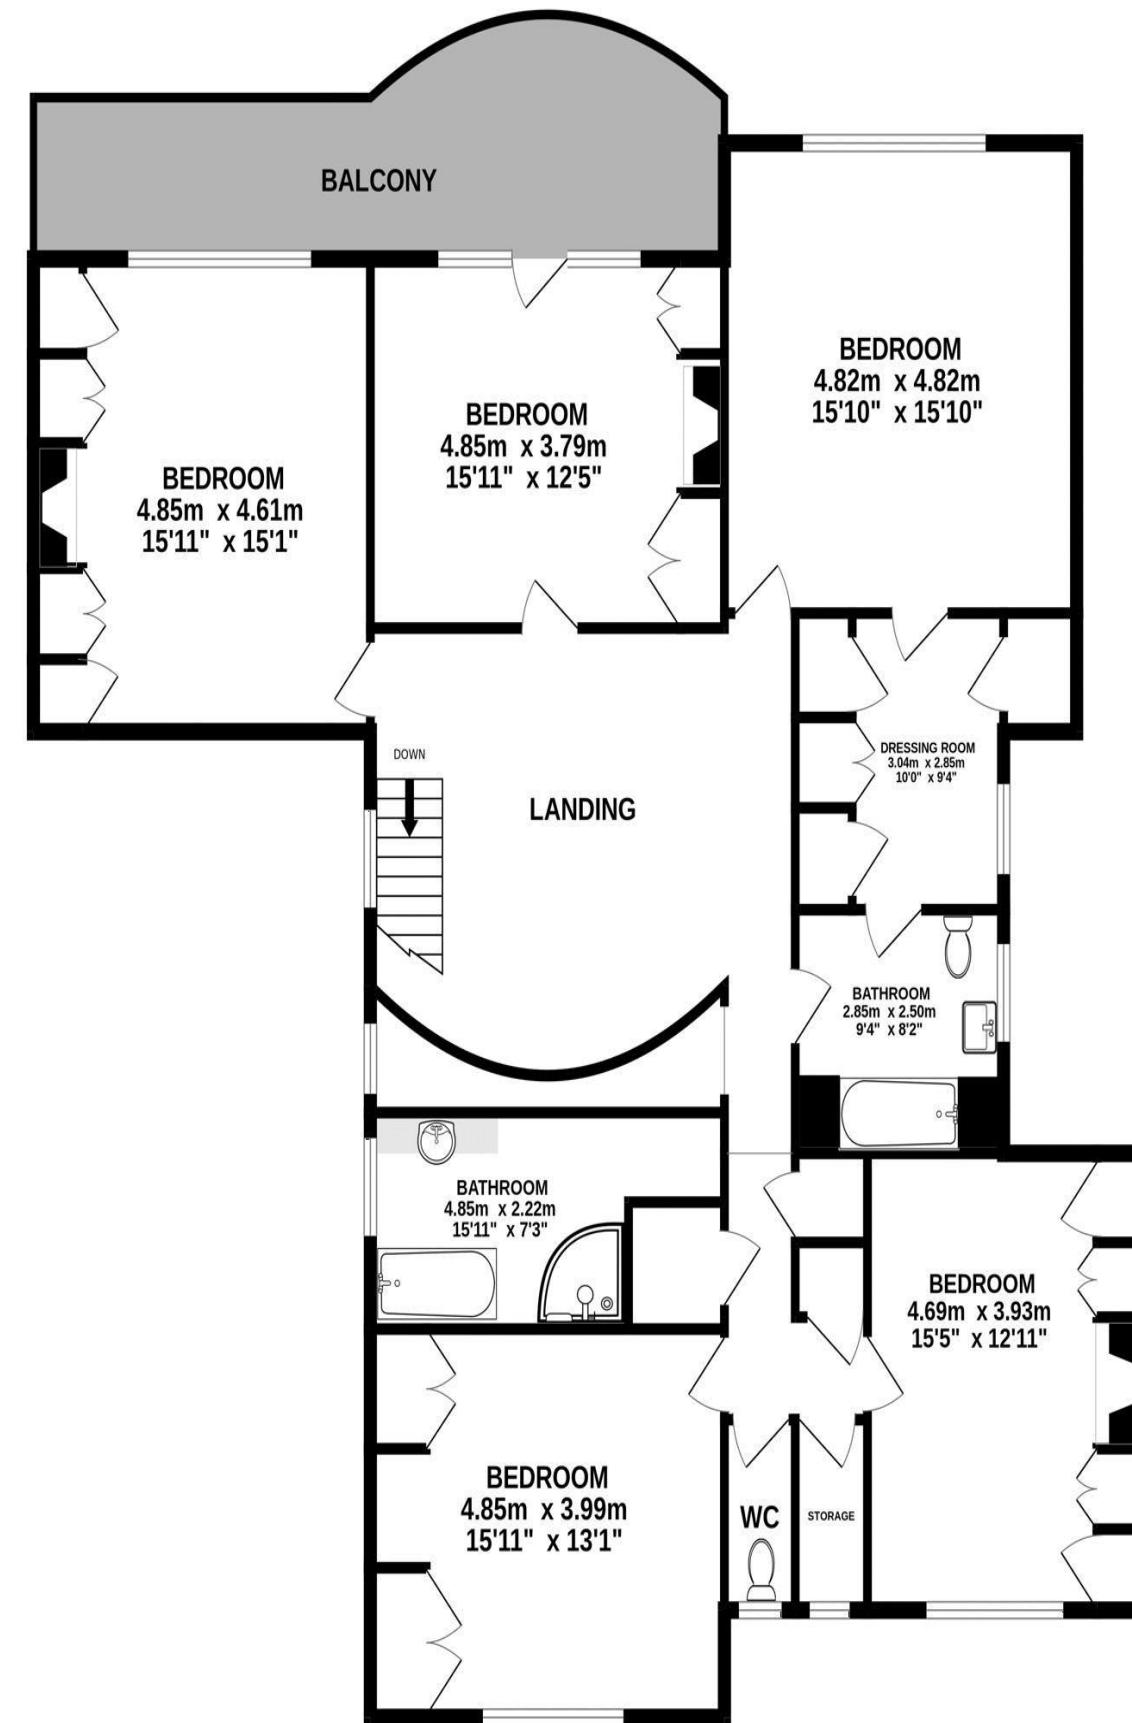 BALCONY
BEDROOM
4.82m x 4.82m
15'10" x 15'10"
BEDROOM
4.85m x 3.79m
15'11" x 12'5"
BEDROOM
4.85m x 4.61m
15'11" x 15'1"
DOWN
LANDING
DRESSING ROOM
3.04m x 2.85m
10'0" x 9'4"
BATHROOM
2.85m x 2.50m
9'4" x 8'2"
BATHROOM
4.85m x 2.22m
15'11" x 7'3"
BEDROOM
4.69m x 3.93m
15'5" x 12'11"
BEDROOM
4.85m x 3.99m
15'11" x 13'1"
WC
STORAGE